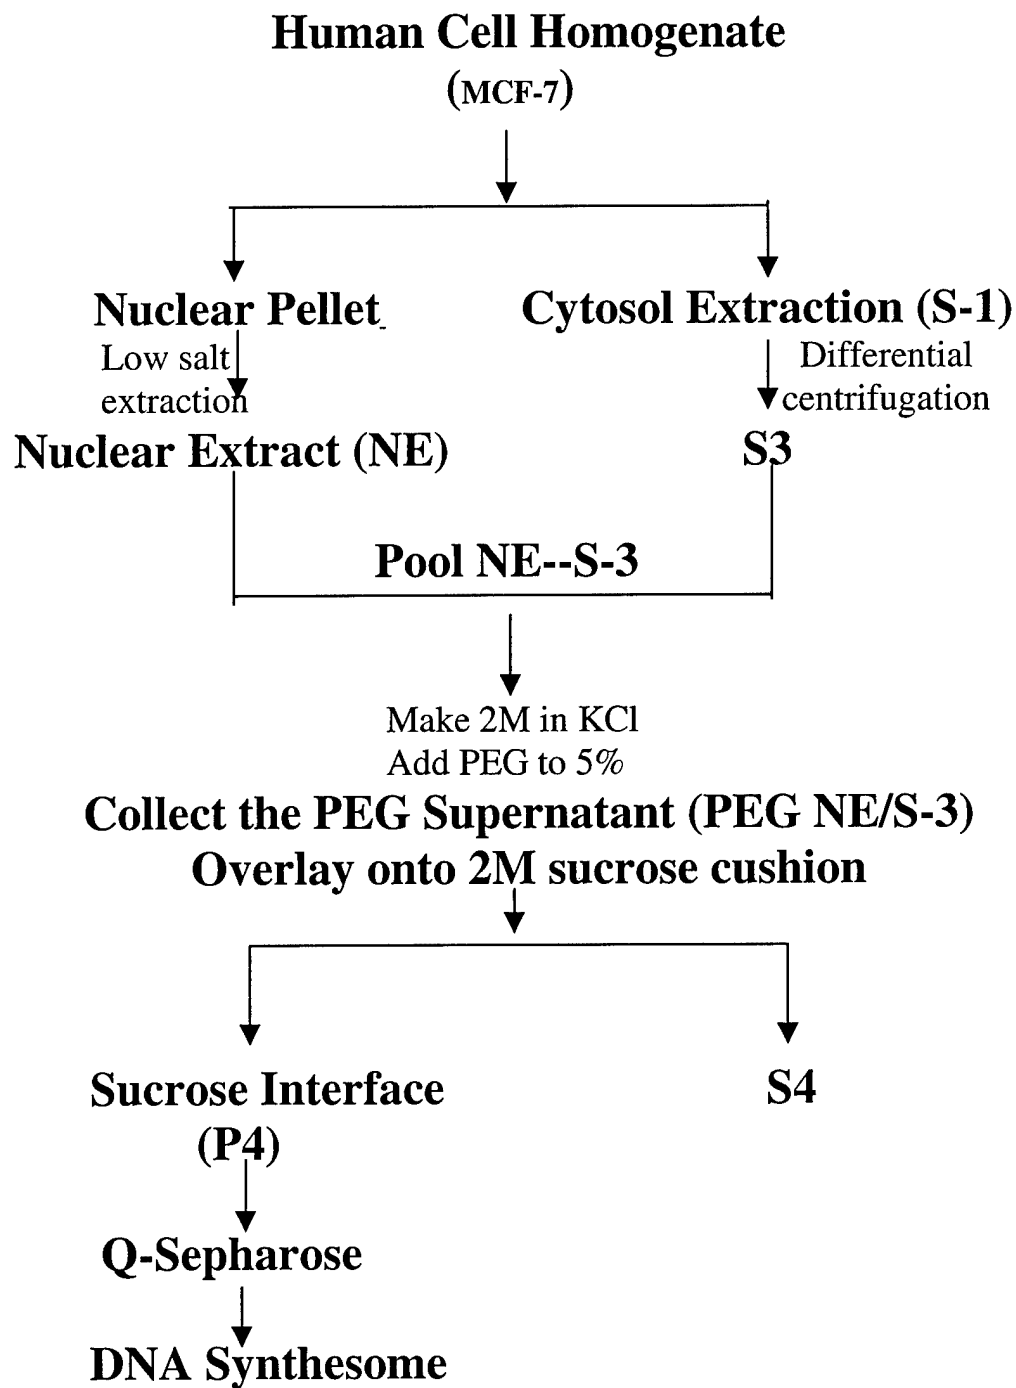 Human Cell Homogenate
(MCF-7)
Nuclear Pellet
Cytosol Extraction (S-1)
Low salt
extraction
Differential
centrifugation
Nuclear Extract (NE)
S3
Pool NE--S-3
Make 2M in KCl
Add PEG to 5%
Collect the PEG Supernatant (PEG NE/S-3)
Overlay onto 2M sucrose cushion
Sucrose Interface
(P4)
S4
Q-Sepharose
DNA Synthesome